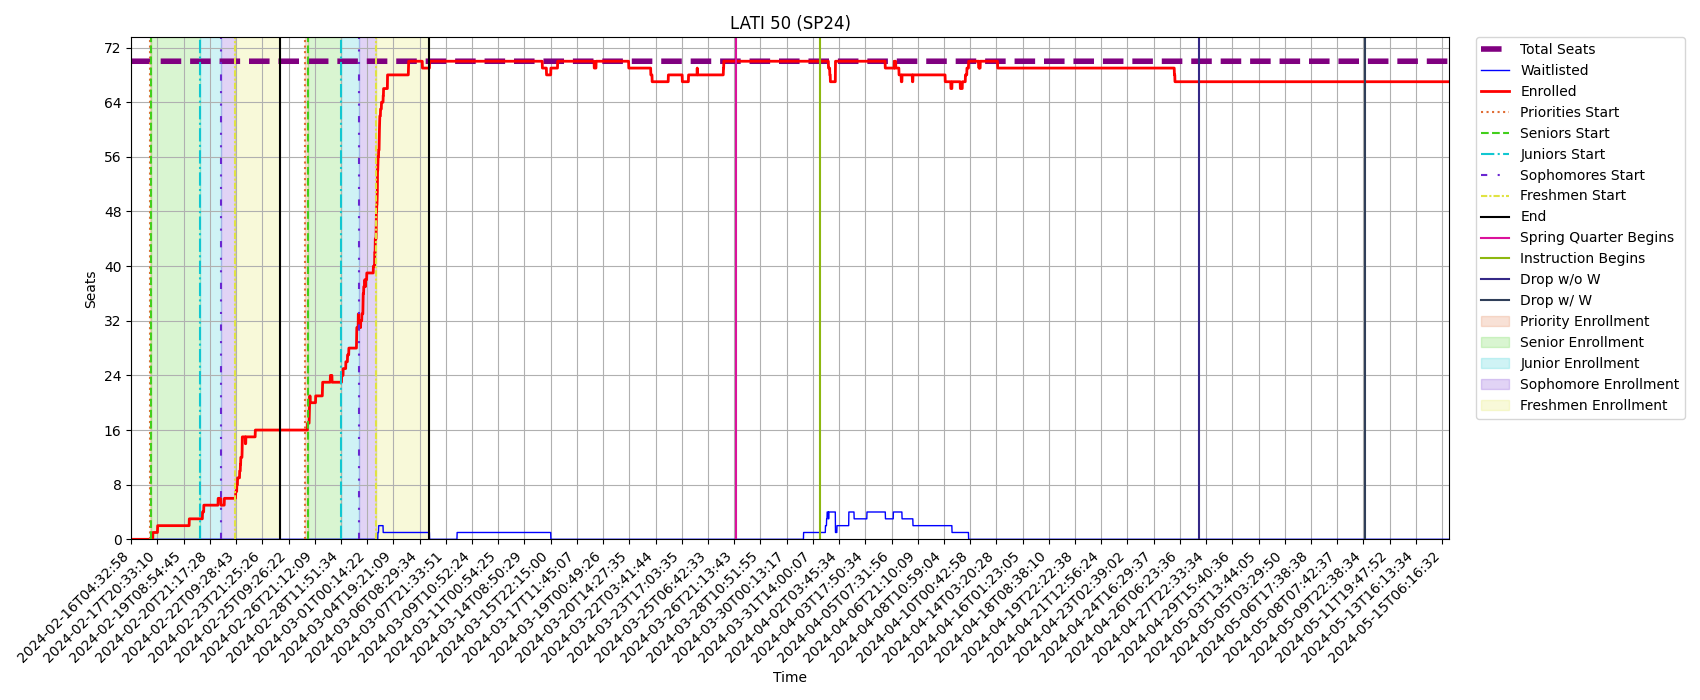 LATI 50 (SP24)
72
64
56
48
40
32
24
16
8
0
Seats
2024-02-16T04:32:58
2024-02-17T20:33:10
2024-02-19T08:54:45
2024-02-20T21:17:28
2024-02-22T09:28:43
2024-02-23T21:25:26
2024-02-25T09:26:22
2024-02-26T21:12:09
2024-02-28T11:51:34
2024-03-01T00:14:22
2024-03-04T19:21:09
2024-03-06T08:29:34
2024-03-07T21:33:51
2024-03-11T10:52:24
2024-03-13T00:54:25
2024-03-14T08:50:29
2024-03-15T22:15:00
2024-03-17T11:45:07
2024-03-19T00:49:26
2024-03-20T14:27:35
2024-03-22T03:41:44
2024-03-23T17:03:35
2024-03-25T06:42:33
2024-03-26T21:13:43
2024-03-28T10:51:55
2024-03-30T00:13:17
2024-03-31T14:00:07
2024-04-02T03:45:34
2024-04-03T17:50:34
2024-04-05T07:31:56
2024-04-06T21:10:09
2024-04-08T10:59:04
2024-04-10T00:42:58
2024-04-14T03:20:28
2024-04-16T01:23:05
2024-04-18T08:38:10
2024-04-19T22:22:38
2024-04-21T12:56:24
2024-04-23T02:39:02
2024-04-24T16:29:37
2024-04-26T06:23:36
2024-04-27T22:33:34
2024-04-29T15:40:36
2024-05-03T13:44:05
2024-05-05T03:29:50
2024-05-06T17:38:38
2024-05-08T07:42:37
2024-05-09T22:38:34
2024-05-11T19:47:52
2024-05-13T16:13:34
2024-05-15T06:16:32
Time
Total Seats
Waitlisted
Enrolled
Priorities Start
Seniors Start
Juniors Start
Sophomores Start
Freshmen Start
End
Spring Quarter Begins
Instruction Begins
Drop w/o W
Drop w/ W
Priority Enrollment
Senior Enrollment
Junior Enrollment
Sophomore Enrollment
Freshmen Enrollment